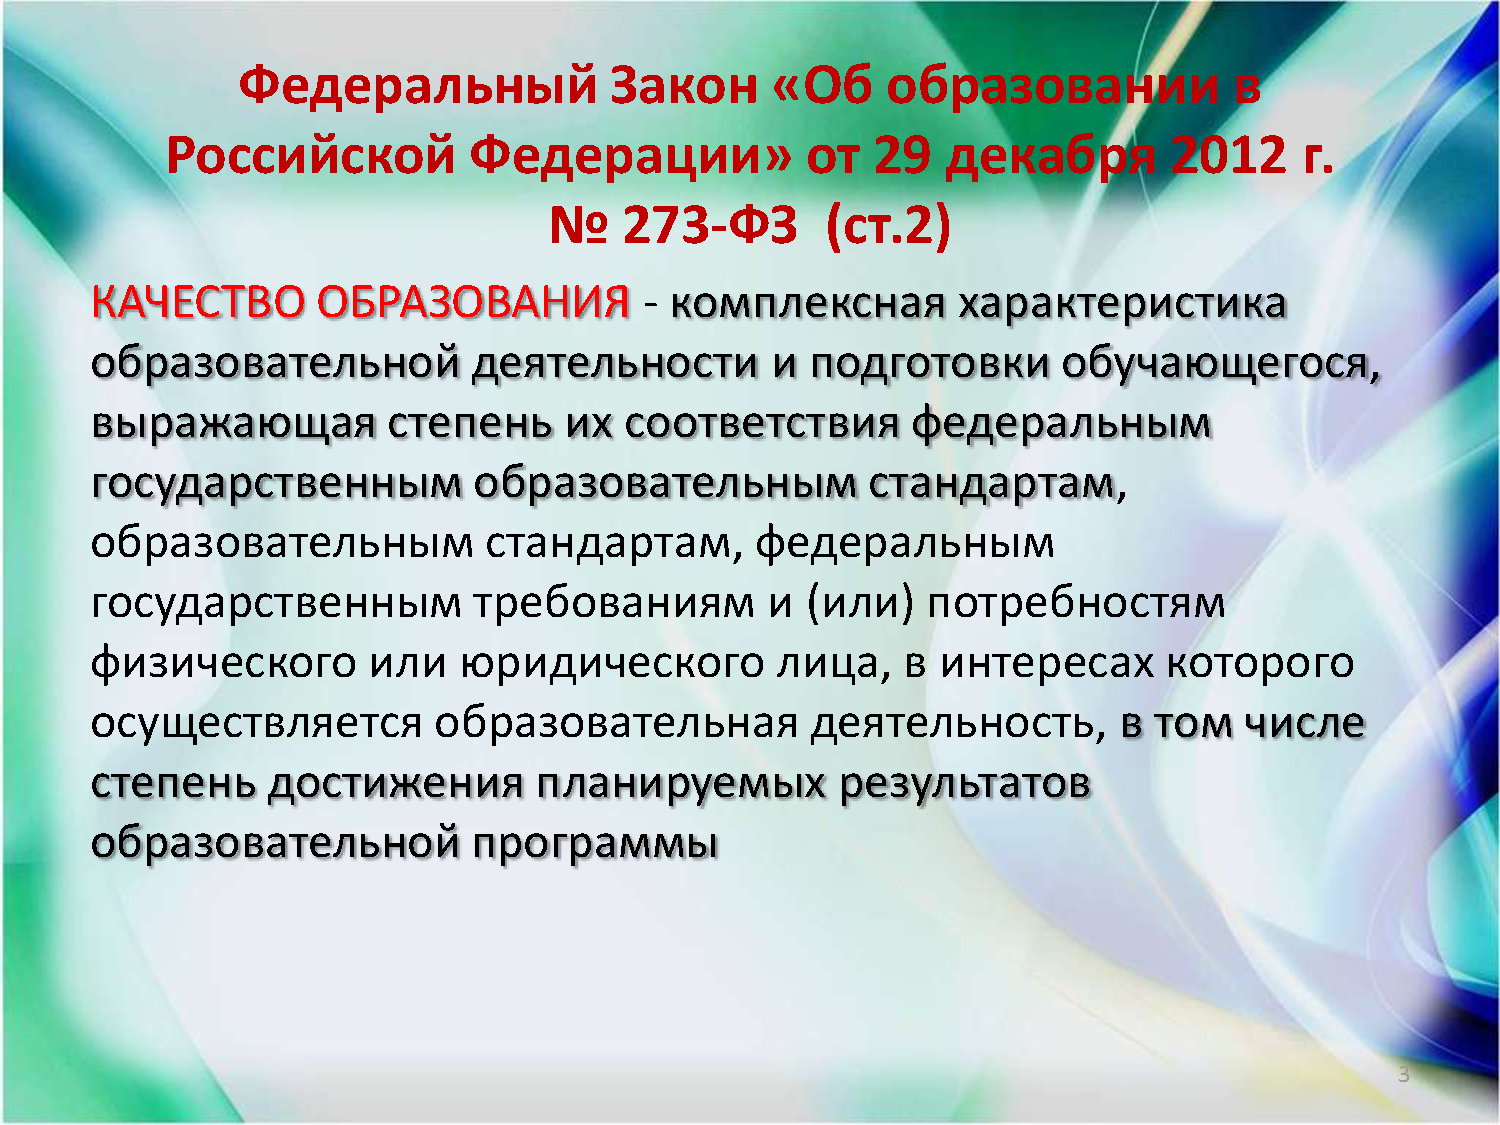 Федеральный Закон «Об образовании в
Российской Федерации» от 29 декабря 2012 г.
№ 273-ФЗ (ст.2)
КАЧЕСТВО ОБРАЗОВАНИЯ - комплексная характеристика
образовательной деятельности и подготовки обучающегося,
выражающая степень их соответствия федеральным
государственным образовательным стандартам,
образовательным стандартам, федеральным
государственным требованиям и (или) потребностям
физического или юридического лица, в интересах которого
осуществляется образовательная деятельность, в том числе
степень достижения планируемых результатов
образовательной программы
3